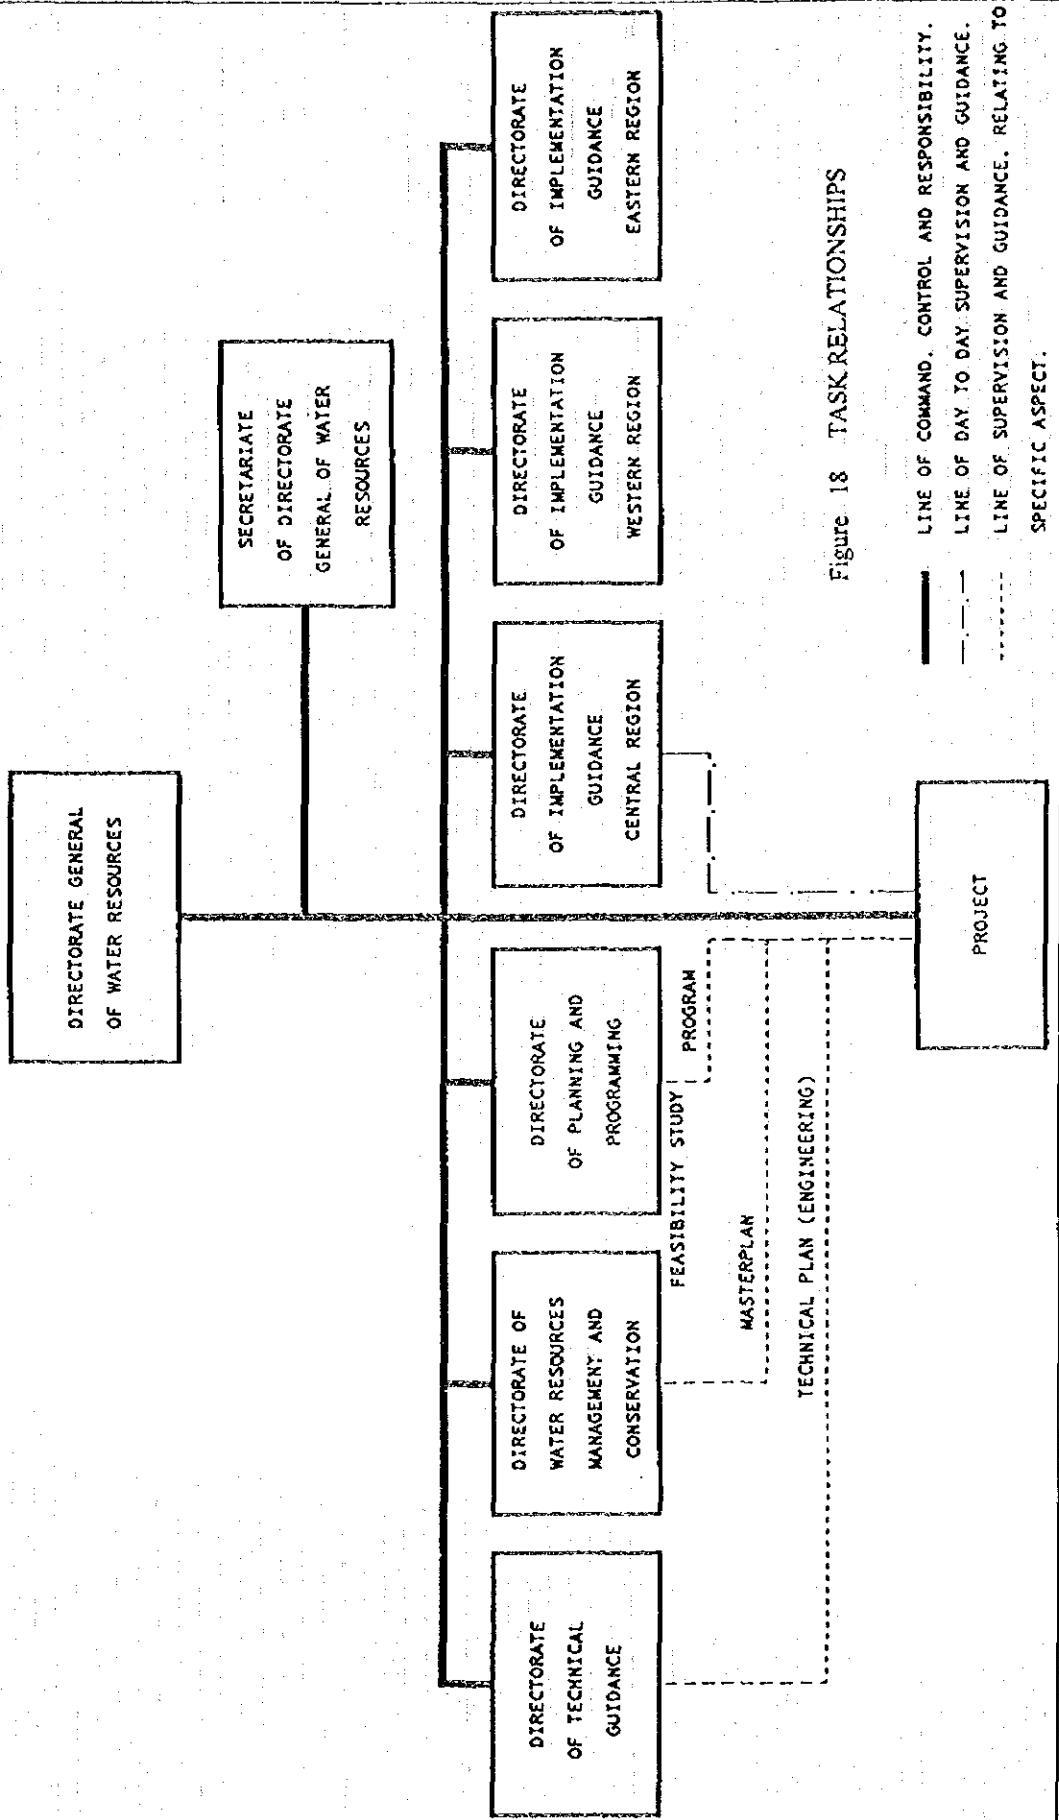 DIRECTORATE GENERAL
OF WATER RESOURCES
SECRETARIATE
OF DIRECTORATE
GENERAL OF WATER
RESOURCES
DIRECTORATE
OF TECHNICAL
GUIDANCE
DIRECTORATE OF
WATER RESOURCES
MANAGEMENT AND
CONSERVATION
DIRECTORATE
OF PLANNING AND
PROGRAMMING
DIRECTORATE
OF IMPLEMENTATION
GUIDANCE
CENTRAL REGION
DIRECTORATE
OF IMPLEMENTATION
GUIDANCE
WESTERN REGION
DIRECTORATE
OF IMPLEMENTATION
GUIDANCE
EASTERN REGION
FEASIBILITY STUDY
PROGRAM
MASTERPLAN
TECHNICAL PLAN (ENGINEERING)
PROJECT
Figure 18 TASK RELATIONSHIPS
LINE OF COMMAND, CONTROL AND RESPONSIBILITY.
LINE OF DAY TO DAY SUPERVISION AND GUIDANCE.
LINE OF SUPERVISION AND GUIDANCE, RELATING TO
SPECIFIC ASPECT.